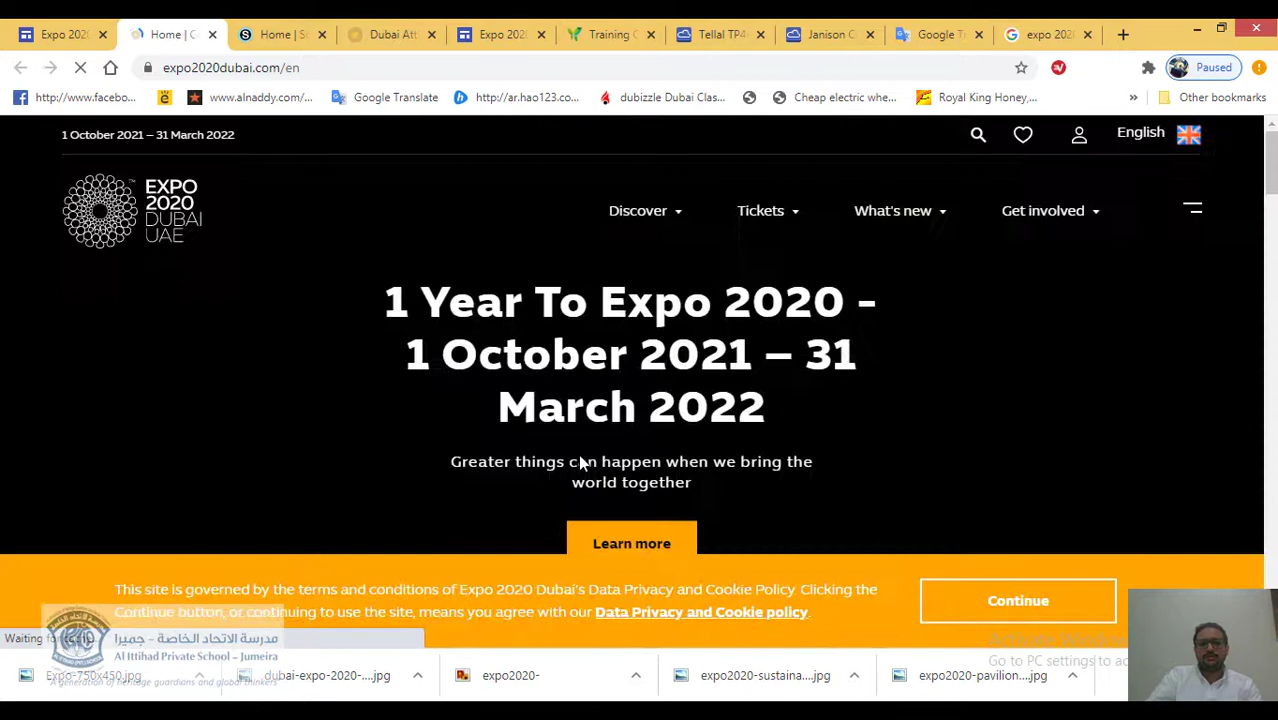 Expo 2020
Home |
Home |
Dubai Att
Expo 202
Training
Tellal TP4
Janison
Google T
expo 202
expo2020dubai.com/en
Paused
http://www.facebo...
www.alnaddy.com/...
Google Translate
http://ar.hao123.co...
dubizzle Dubai Clas...
Cheap electric whe...
Royal King Honey,...
Other bookmarks
1 October 2021 – 31 March 2022
English
EXPO
2020
DUBAI
UAE
Discover
Tickets
What's new
Get involved
1 Year To Expo 2020 -
1 October 2021 – 31
March 2022
Greater things can happen when we bring the
world together
Learn more
This site is governed by the terms and conditions of Expo 2020 Dubai's Data Privacy and Cookie Policy. Clicking the
Continue button, or continuing to use the site, means you agree with our Data Privacy and Cookie policy.
Continue
Waiting for
مدرسة الاتحاد الخاصة - جميرا
Al Ittihad Private School - Jumeira
A generation of heritage guardians and global thinkers
Go to PC settings to
Expo-750x450.jpg
dubai-expo-2020-....jpg
expo2020-
expo2020-sustaina....jpg
expo2020-pavilion....jpg